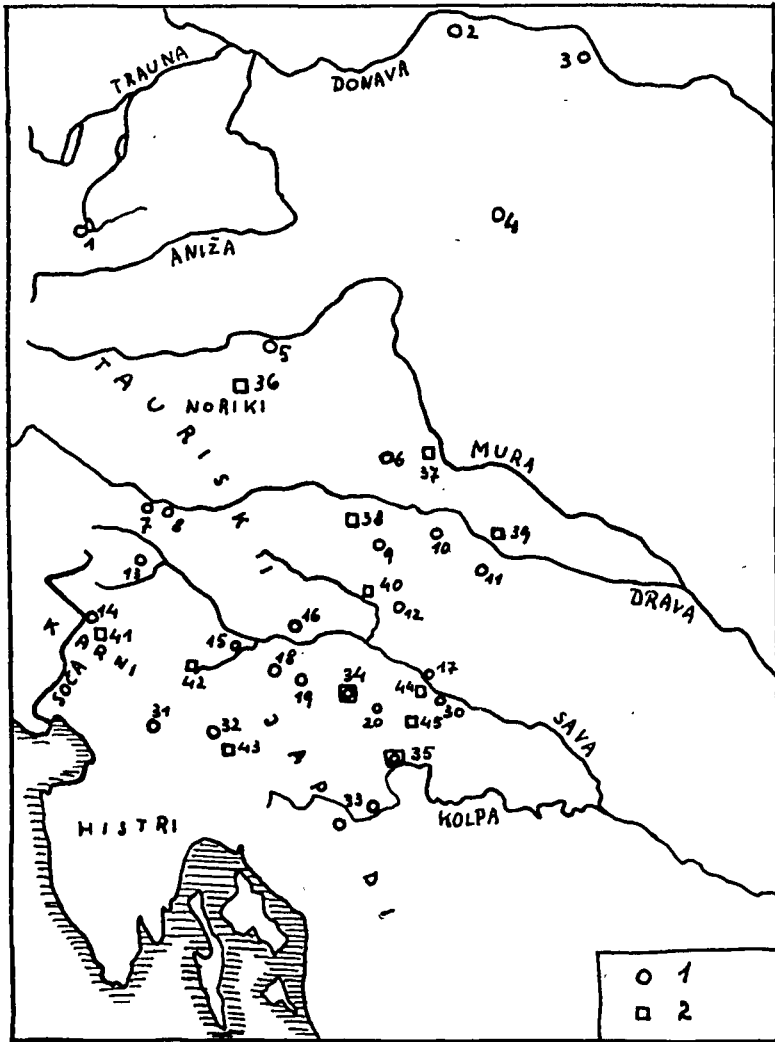 TRAUNA
DONAVA
2
3
1
4
ANIŽA
5
TAURISKI
36
NORIKI
6
37
MURA
7
8
38
39
9
10
11
DRAVA
13
40
12
14
KARNI
41
SOČA
15
16
42
18
19
34
17
44
30
20
45
SAVA
31
32
43
JAPODI
35
33
KOLPA
HISTRI
1
2